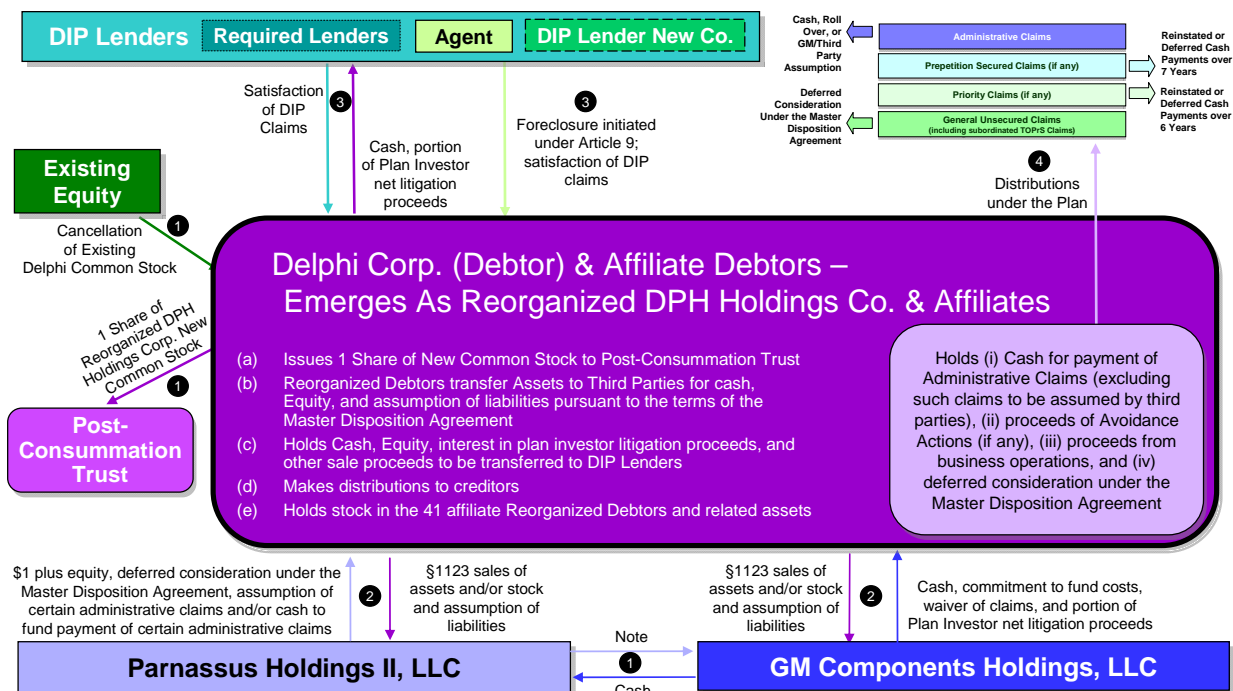 DIP Lenders
Required Lenders
Agent
DIP Lender New Co.
Cash, Roll
Over, or
GM/Third
Party
Assumption
Administrative Claims
Prepetition Secured Claims (if any)
Priority Claims (if any)
General Unsecured Claims
(including subordinated TOPrS Claims)
Reinstated or
Deferred Cash
Payments over
7 Years
Reinstated or
Deferred Cash
Payments over
6 Years
Deferred
Consideration
Under the Master
Disposition
Agreement
Satisfaction
of DIP
Claims
3
Cash, portion
of Plan Investor
net litigation
proceeds
3
Foreclosure initiated
under Article 9;
satisfaction of DIP
claims
4
Distributions
under the Plan
Existing
Equity
1
Cancellation
of Existing
Delphi Common Stock
1 Share of
Reorganized DPH
Holdings Corp. New
Common Stock
1
Post-
Consummation
Trust
Delphi Corp. (Debtor) & Affiliate Debtors –
Emerges As Reorganized DPH Holdings Co. & Affiliates
(a) Issues 1 Share of New Common Stock to Post-Consummation Trust
(b) Reorganized Debtors transfer Assets to Third Parties for cash,
Equity, and assumption of liabilities pursuant to the terms of the
Master Disposition Agreement
(c) Holds Cash, Equity, interest in plan investor litigation proceeds, and
other sale proceeds to be transferred to DIP Lenders
(d) Makes distributions to creditors
(e) Holds stock in the 41 affiliate Reorganized Debtors and related assets
Holds (i) Cash for payment of
Administrative Claims (excluding
such claims to be assumed by third
parties), (ii) proceeds of Avoidance
Actions (if any), (iii) proceeds from
business operations, and (iv)
deferred consideration under the
Master Disposition Agreement
$1 plus equity, deferred consideration under the
Master Disposition Agreement, assumption of
certain administrative claims and/or cash to
fund payment of certain administrative claims
2
§1123 sales of
assets and/or stock
and assumption of
liabilities
§1123 sales of
assets and/or stock
and assumption of
liabilities
2
Cash, commitment to fund costs,
waiver of claims, and portion of
Plan Investor net litigation proceeds
Parnassus Holdings II, LLC
Note
1
Cash
GM Components Holdings, LLC